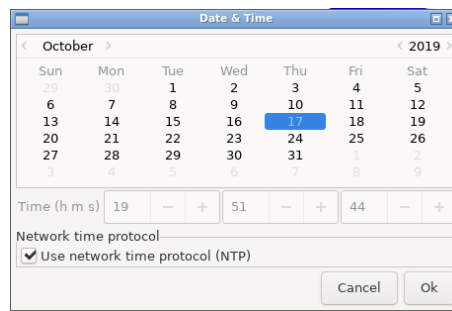 Date & Time
< October > < 2019 >
Sun Mon Tue Wed Thu Fri Sat
29 30 1 2 3 4 5
6 7 8 9 10 11 12
13 14 15 16 17 18 19
20 21 22 23 24 25 26
27 28 29 30 31 1 2
3 4 5 6 7 8 9
Time (h m s) 19 − + 51 − + 44 − +
Network time protocol
Use network time protocol (NTP)
Cancel Ok